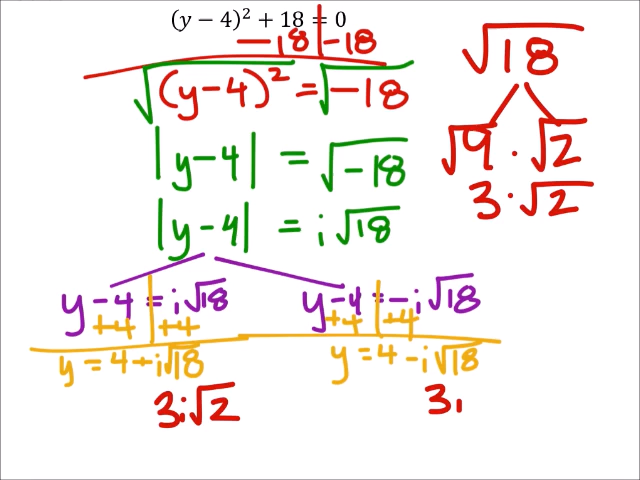 (y − 4)² + 18 = 0
−18 | −18
√(y−4)² = √−18
|y−4| = √−18
|y−4| = i√18
y−4 = i√18
+4 | +4
y = 4+i√18
3i√2
y−4 = −i√18
+4 | +4
y = 4 −i√18
3i
√18
√9 · √2
3 · √2